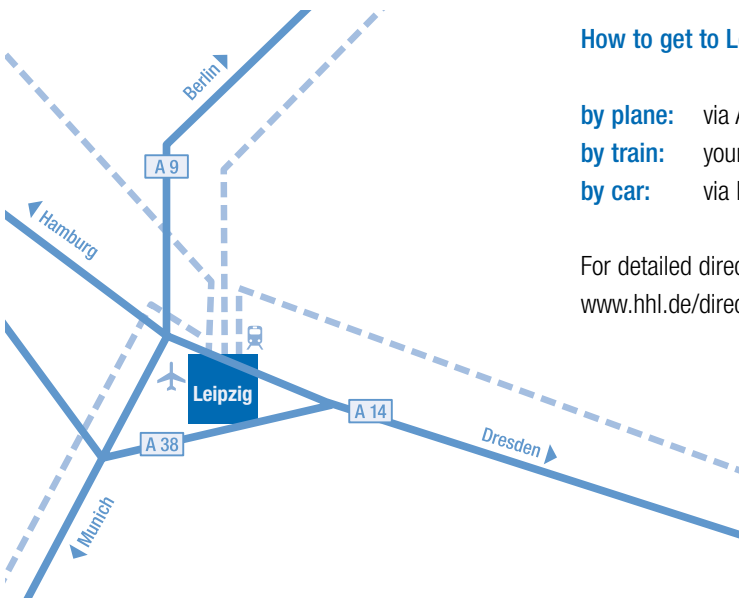 How to get to L
by plane: via
by train: your
by car: via
For detailed direc
www.hhl.de/direc
Berlin
A 9
Hamburg
Leipzig
A 14
A 38
Dresden
Munich